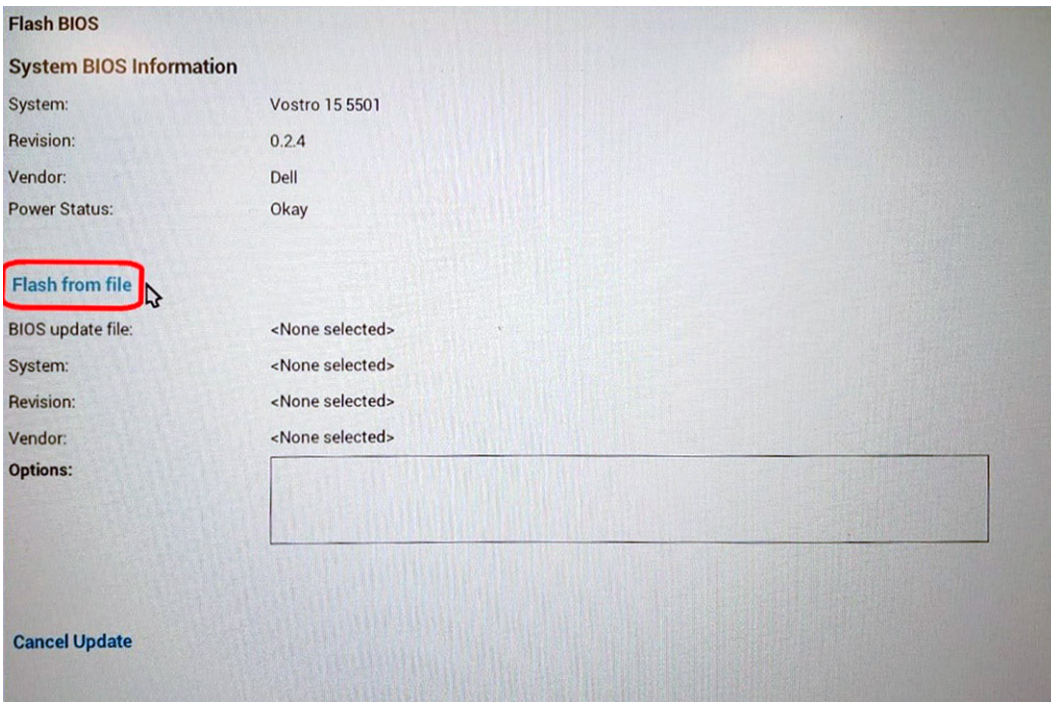 Flash BIOS
System BIOS Information
System: Vostro 15 5501
Revision: 0.2.4
Vendor: Dell
Power Status: Okay
Flash from file
BIOS update file: <None selected>
System: <None selected>
Revision: <None selected>
Vendor: <None selected>
Options:
Cancel Update